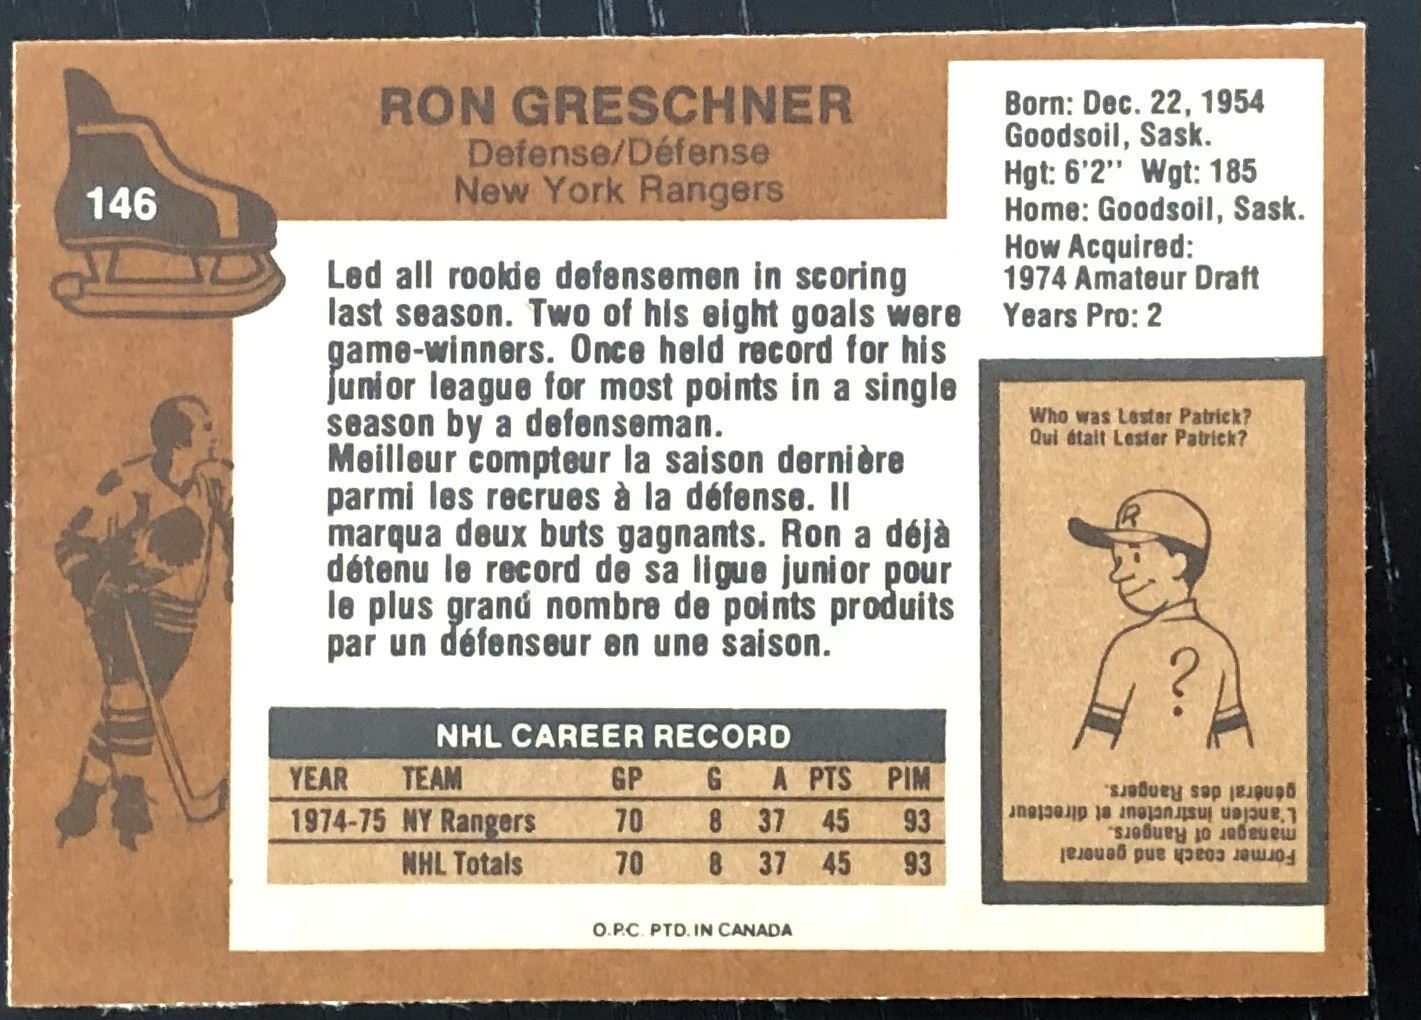 RON GRESCHNER
Defense/Défense
New York Rangers
146
Born: Dec. 22, 1954
Goodsoil, Sask.
Hgt: 6'2'' Wgt: 185
Home: Goodsoil, Sask.
How Acquired:
1974 Amateur Draft
Years Pro: 2
Led all rookie defensemen in scoring
last season. Two of his eight goals were
game-winners. Once held record for his
junior league for most points in a single
season by a defenseman.
Meilleur compteur la saison dernière
parmi les recrues à la défense. Il
marqua deux buts gagnants. Ron a déjà
détenu le record de sa ligue junior pour
le plus grand nombre de points produits
par un défenseur en une saison.
Who was Lester Patrick?
Qui était Lester Patrick?
R
?
Former coach and general
manager of Rangers.
L'ancien instructeur et directeur
général des Rangers.
NHL CAREER RECORD
YEAR TEAM GP G A PTS PIM
1974-75 NY Rangers 70 8 37 45 93
NHL Totals 70 8 37 45 93
O.P.C. PTD. IN CANADA